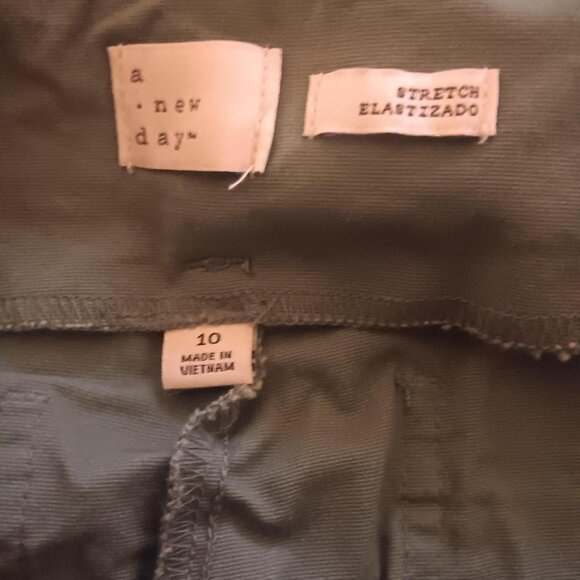 a
· new
day™
STRETCH
ELASTIZADO
10
MADE IN
VIETNAM